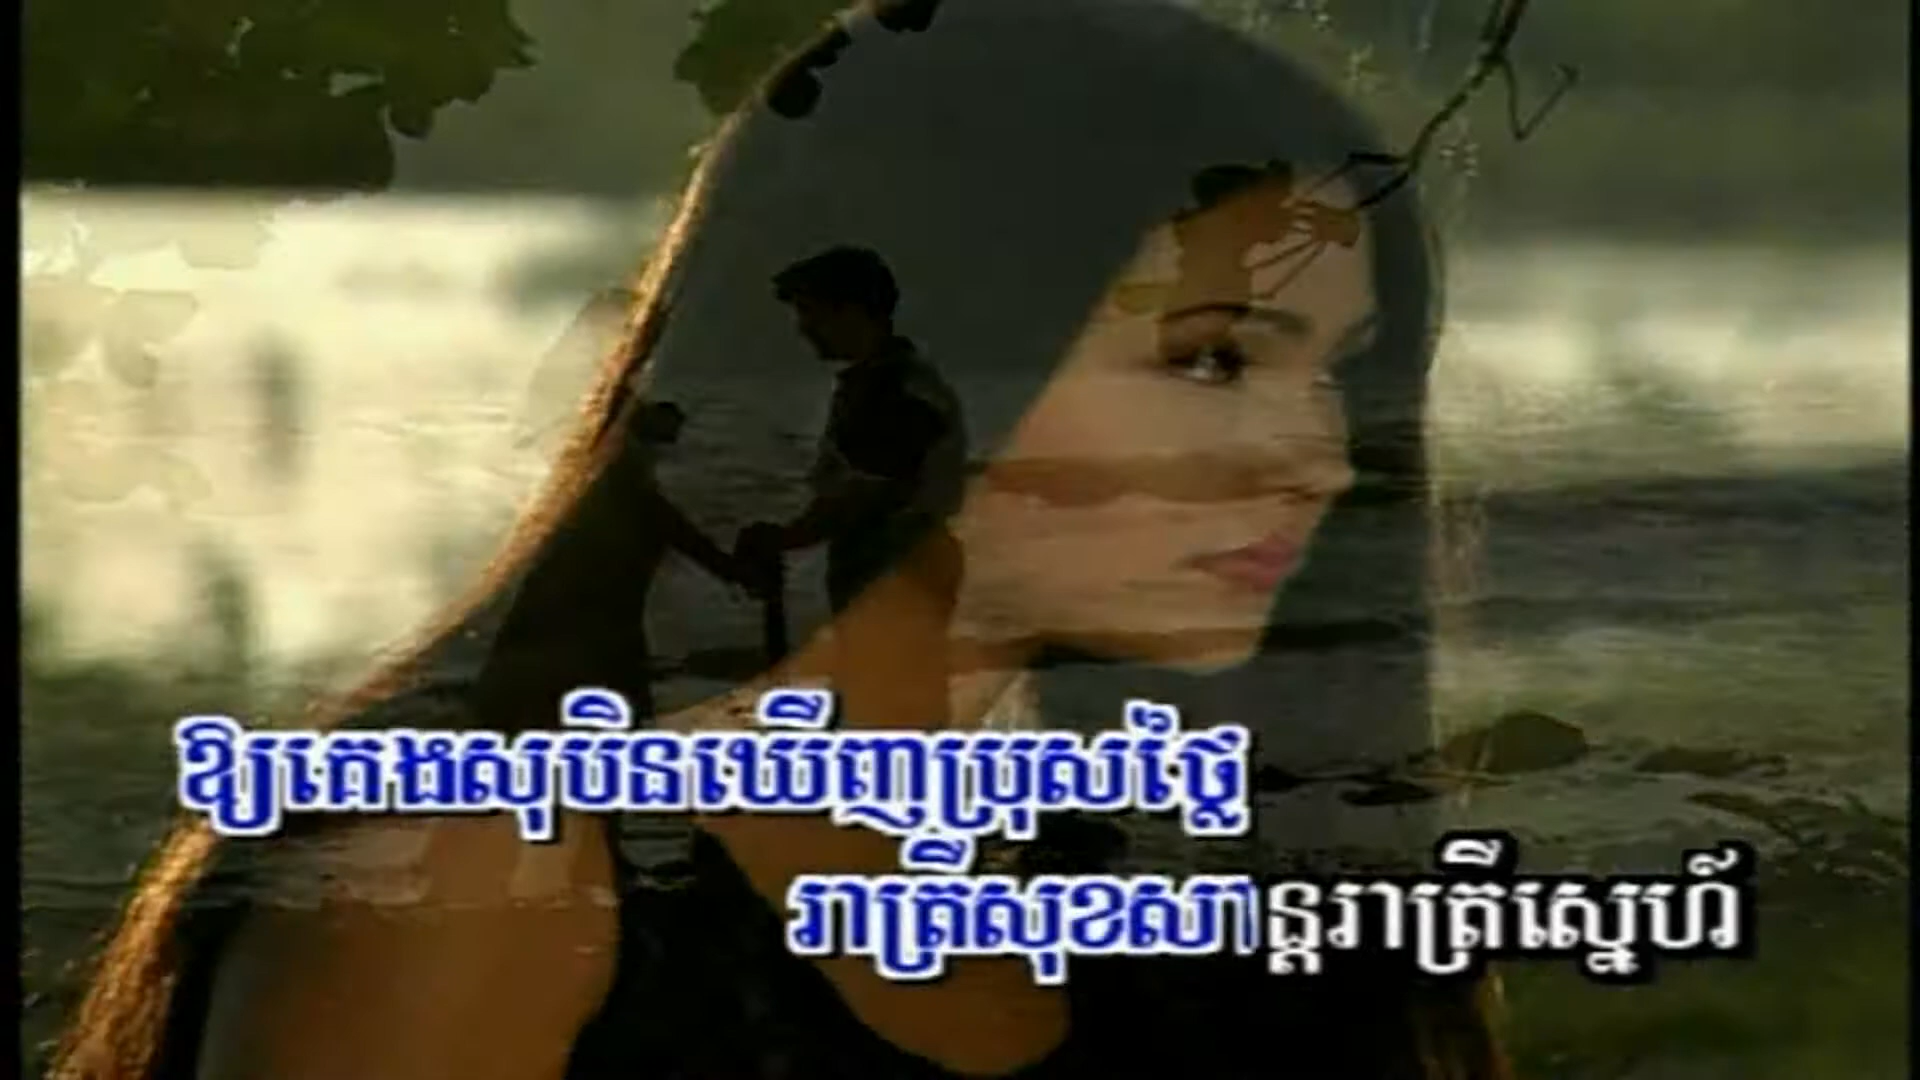 ឱ្យគេងសុបិនឃើញប្រុសថ្លៃ
រាត្រីសុខសាន្តរាត្រីស្នេហ៍